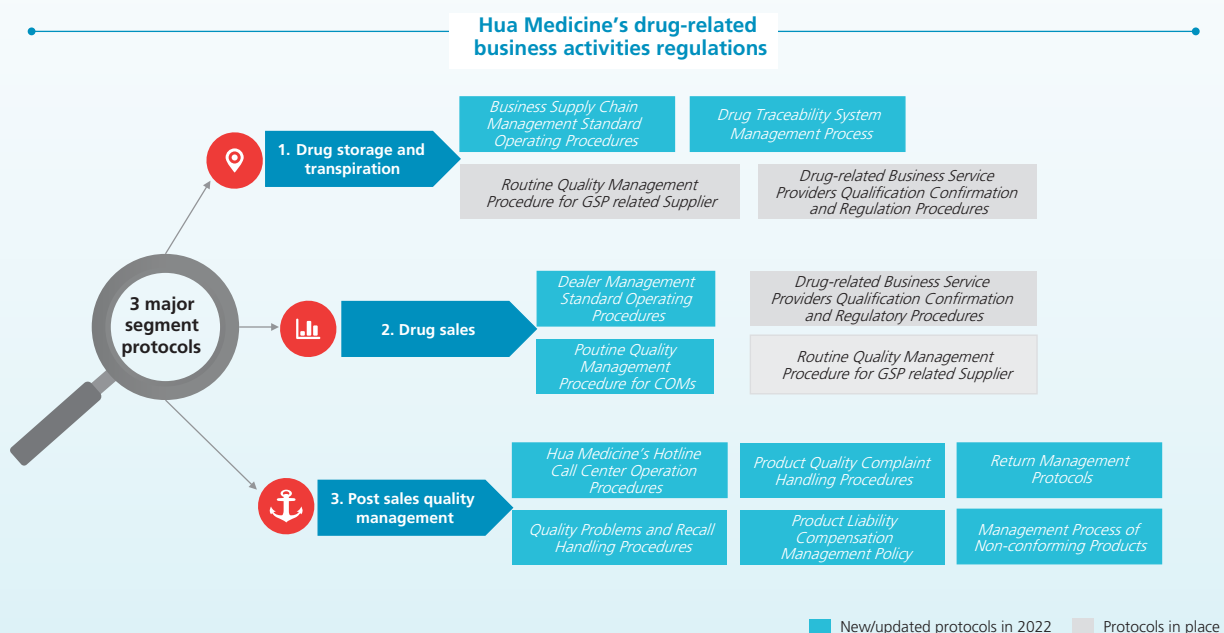 Hua Medicine’s drug-related
business activities regulations
3 major
segment
protocols
1. Drug storage and
transpiration
Business Supply Chain
Management Standard
Operating Procedures
Drug Traceability System
Management Process
Routine Quality Management
Procedure for GSP related Supplier
Drug-related Business Service
Providers Qualification Confirmation
and Regulation Procedures
2. Drug sales
Dealer Management
Standard Operating
Procedures
Drug-related Business Service
Providers Qualification Confirmation
and Regulatory Procedures
Poutine Quality
Management
Procedure for COMs
Routine Quality Management
Procedure for GSP related Supplier
3. Post sales quality
management
Hua Medicine’s Hotline
Call Center Operation
Procedures
Product Quality Complaint
Handling Procedures
Return Management
Protocols
Quality Problems and Recall
Handling Procedures
Product Liability
Compensation
Management Policy
Management Process of
Non-conforming Products
New/updated protocols in 2022
Protocols in place